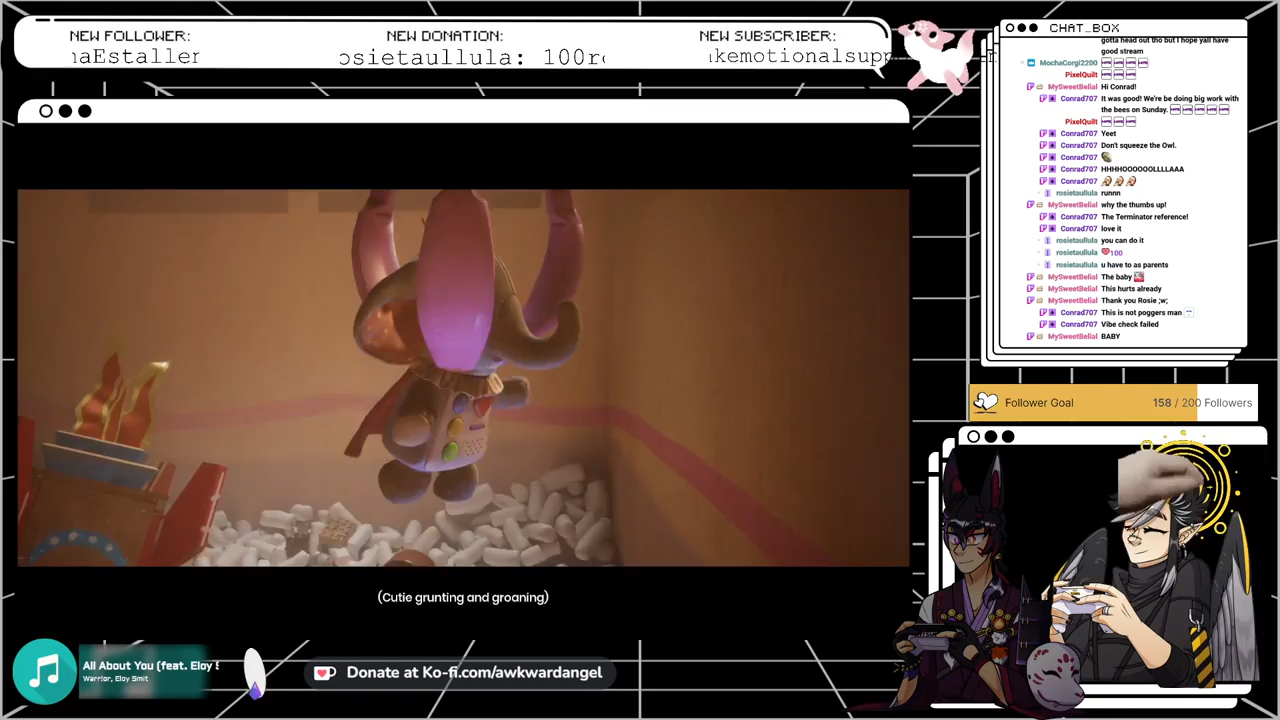 NEW FOLLOWER:
NEW DONATION:
NEW SUBSCRIBER:
naEstaller
osietaullula: 100r
ikemotionalsupp
CHAT_BOX
gotta head out tho but I hope yall have
good stream
MochaCorgi2200
PixelQuilt
MySweetBelial Hi Conrad!
Conrad707 It was good! We're be doing big work with
the bees on Sunday.
PixelQuilt
Conrad707 Yeet
Conrad707 Don't squeeze the Owl.
Conrad707
Conrad707 HHHHOOOOOOLLLLAAA
Conrad707
rosietaullula runnn
MySweetBelial why the thumbs up!
Conrad707 The Terminator reference!
Conrad707 love it
rosietaullula you can do it
rosietaullula 100
rosietaullula u have to as parents
MySweetBelial The baby
MySweetBelial This hurts already
MySweetBelial Thank you Rosie ;w;
Conrad707 This is not poggers man
Conrad707 Vibe check failed
MySweetBelial BABY
Follower Goal
158 / 200 Followers
(Cutie grunting and groaning)
All About You (feat. Eloy S
Warrior, Eloy Smit
Donate at Ko-fi.com/awkwardangel